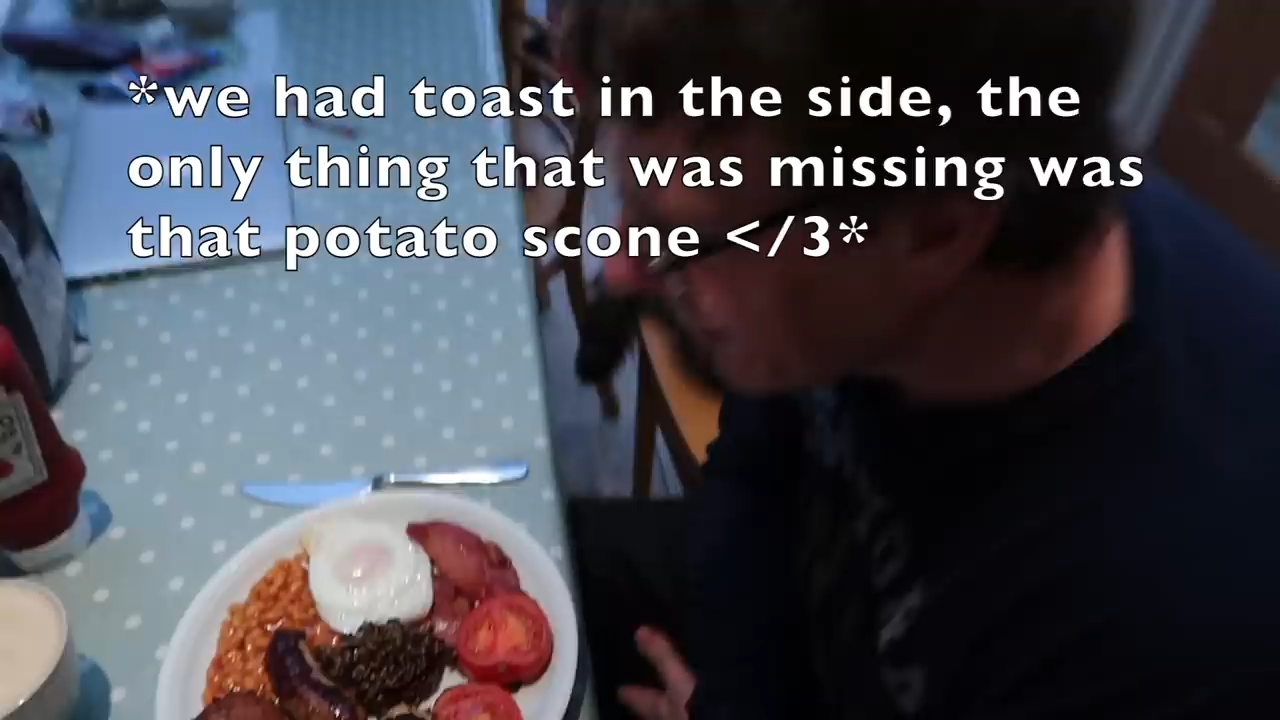 *we had toast in the side, the
only thing that was missing was
that potato scone </3*